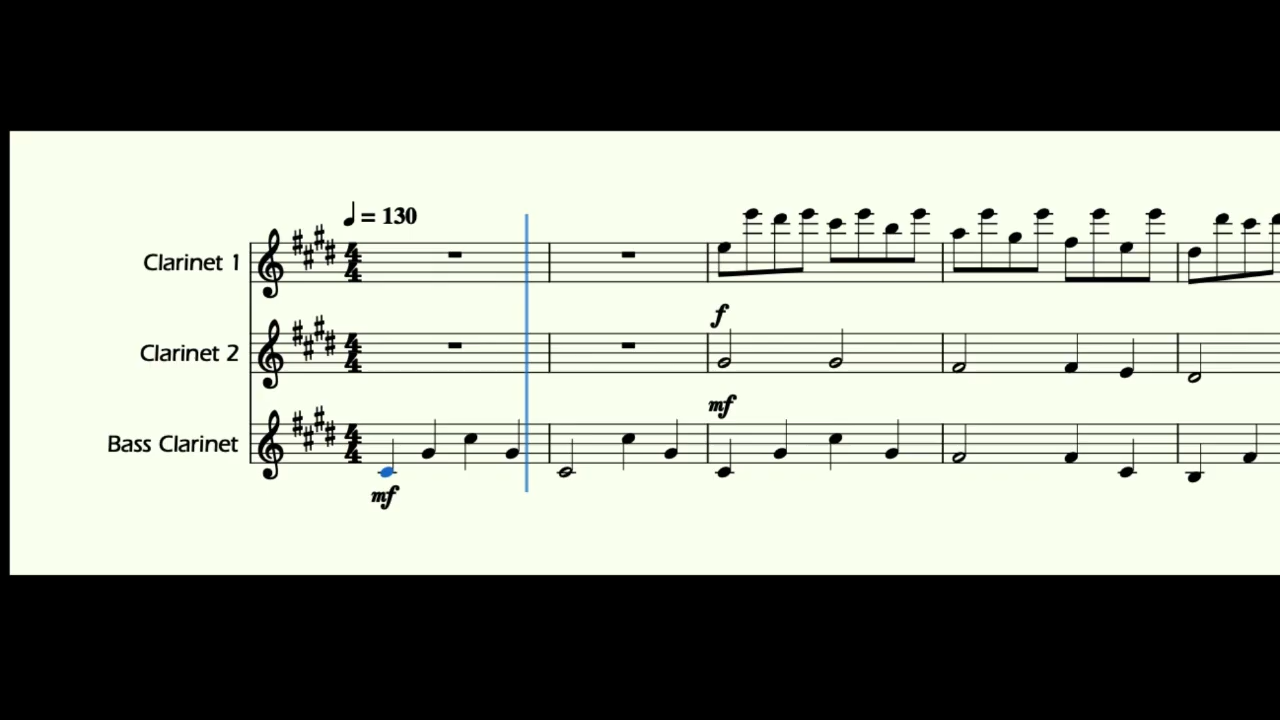 ♩ = 130
Clarinet 1
4/4
f
Clarinet 2
4/4
mf
Bass Clarinet
4/4
mf